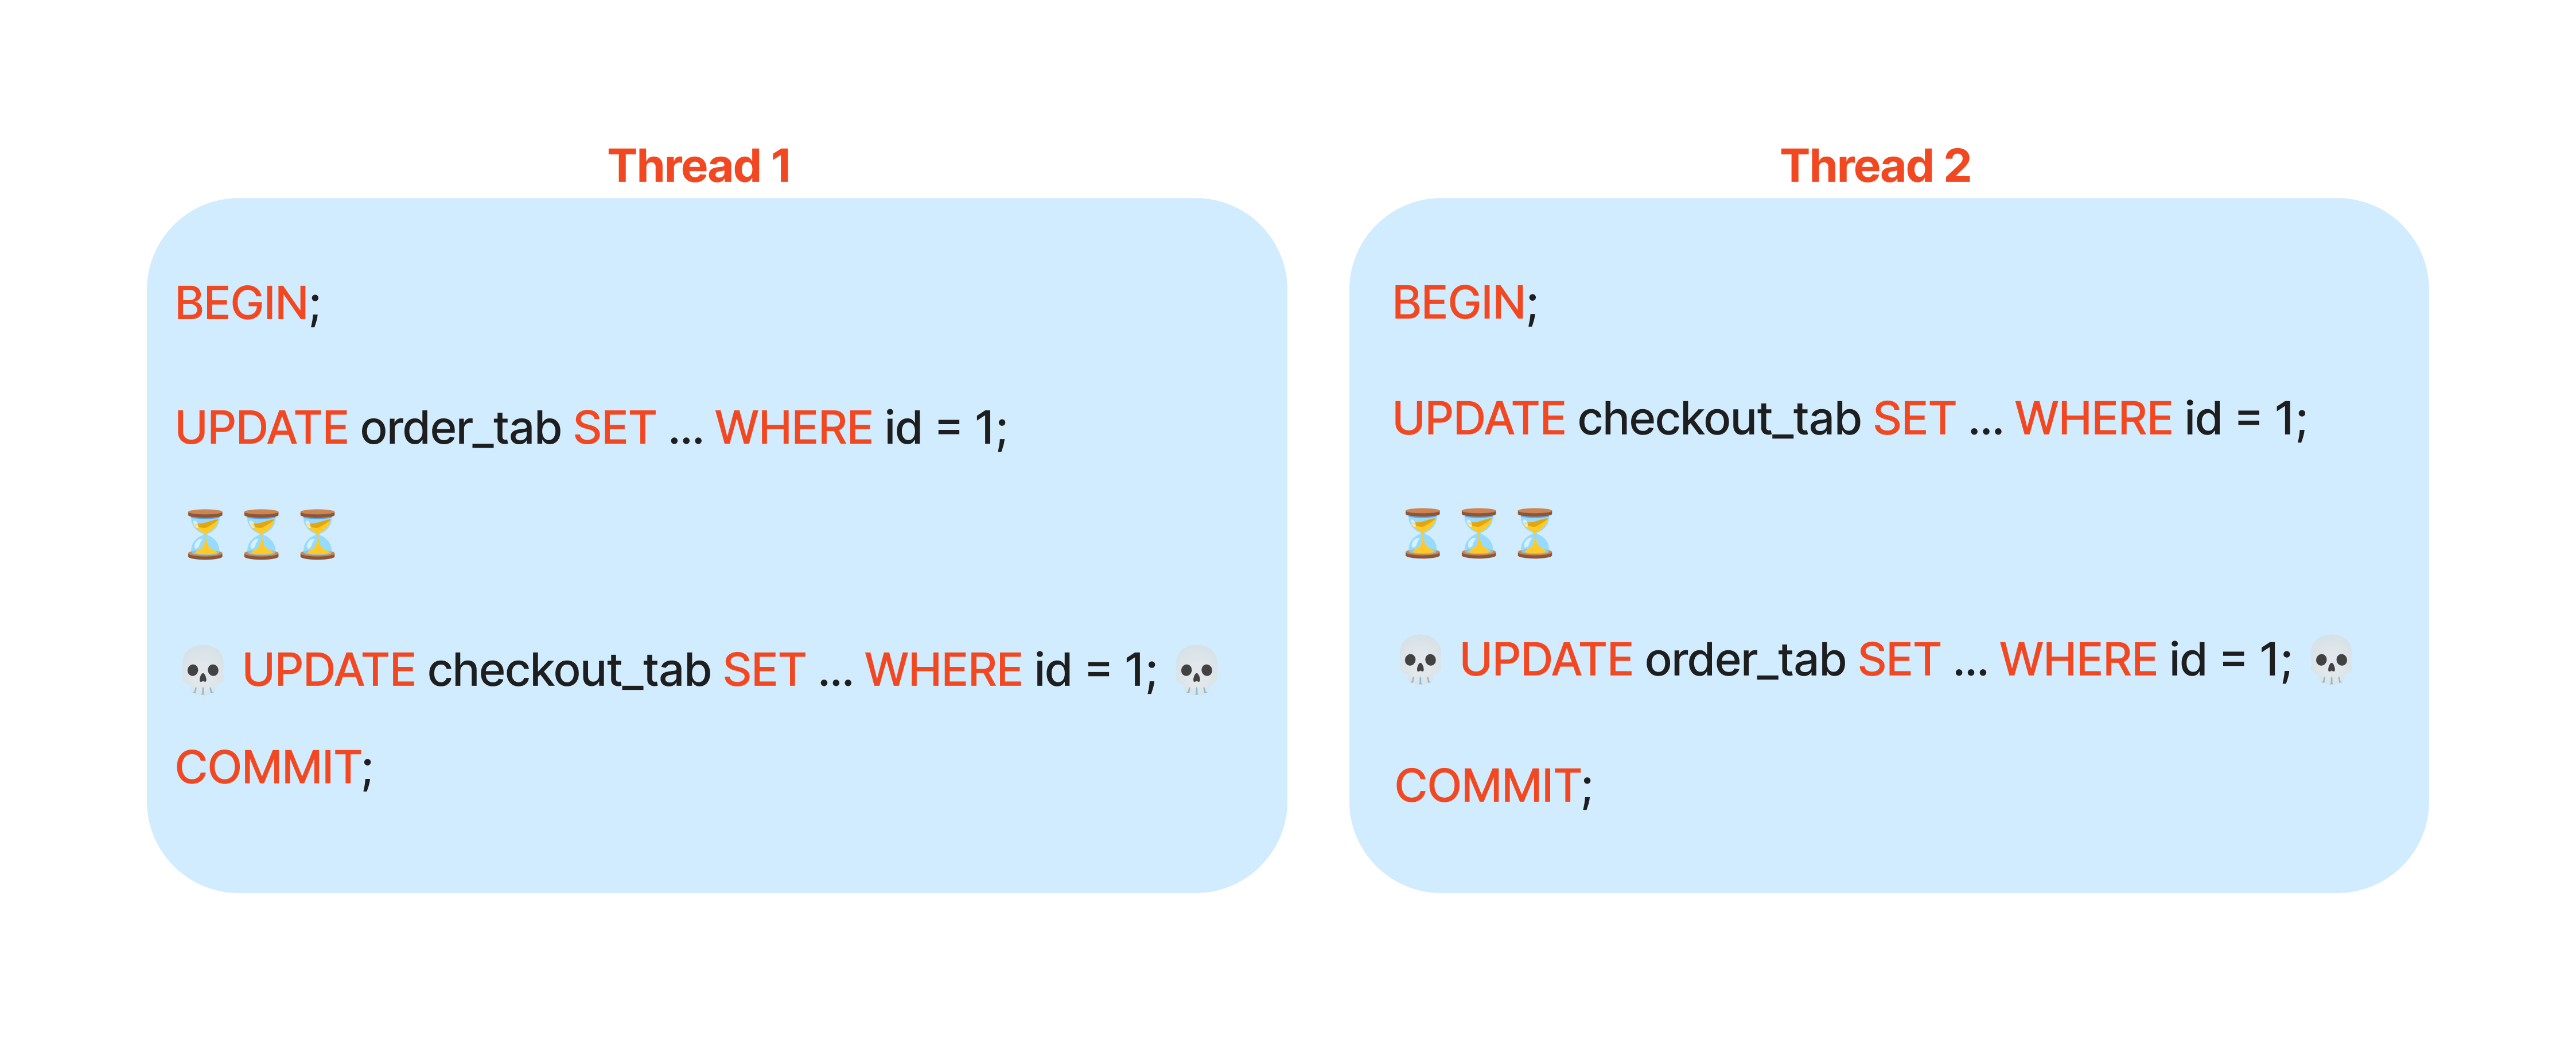 Thread 1
BEGIN;
UPDATE order_tab SET ... WHERE id = 1;
⏳⏳⏳
💀 UPDATE checkout_tab SET ... WHERE id = 1; 💀
COMMIT;
Thread 2
BEGIN;
UPDATE checkout_tab SET ... WHERE id = 1;
⏳⏳⏳
💀 UPDATE order_tab SET ... WHERE id = 1; 💀
COMMIT;